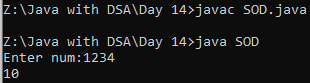 Z:\Java with DSA\Day 14>javac SOD.java
Z:\Java with DSA\Day 14>java SOD
Enter num:1234
10